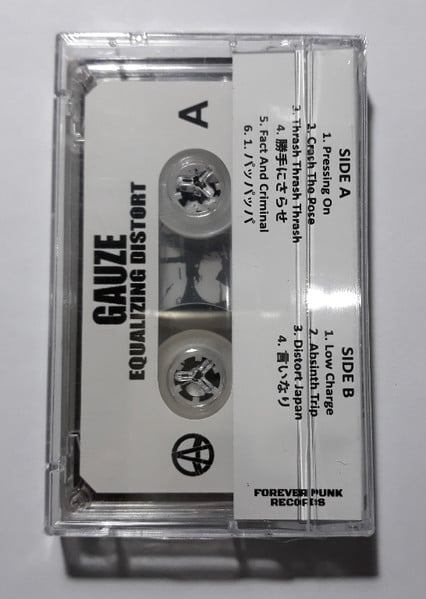 SIDE A
1. Pressing On
2. Crash The Pose
3. Thrash Thrash Thrash
4. 勝手にさらせ
5. Fact And Criminal
6. 1. パッパッパ
SIDE B
1. Low Charge
2. Absinth Trip
3. Distort Japan
4. 言いなり
FOREVER PUNK
RECORDS
A
GAUZE
EQUALIZING DISTORT